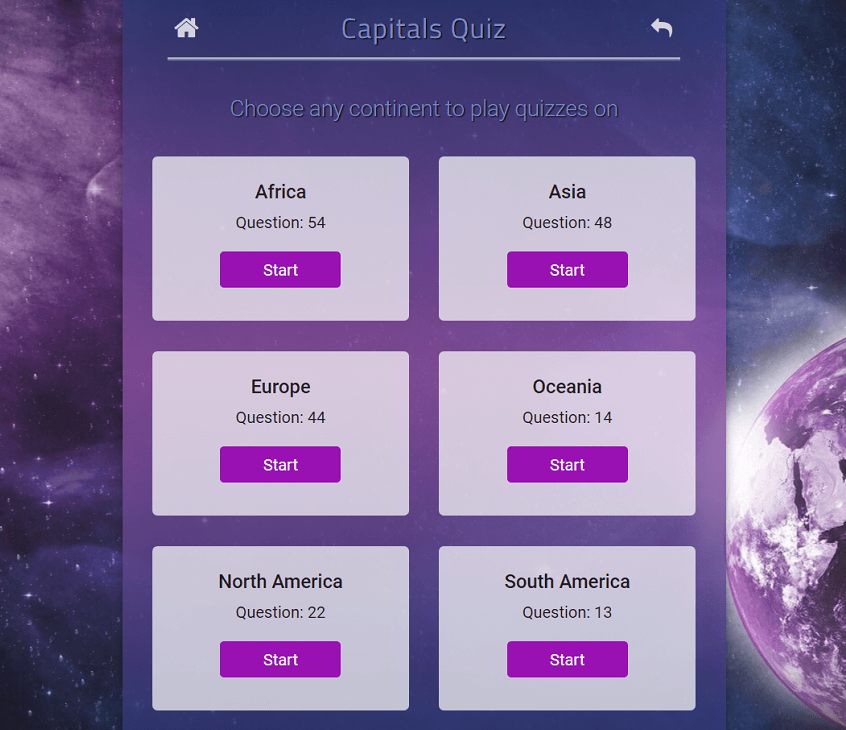 Capitals Quiz
Choose any continent to play quizzes on
Africa
Question: 54
Start
Asia
Question: 48
Start
Europe
Question: 44
Start
Oceania
Question: 14
Start
North America
Question: 22
Start
South America
Question: 13
Start